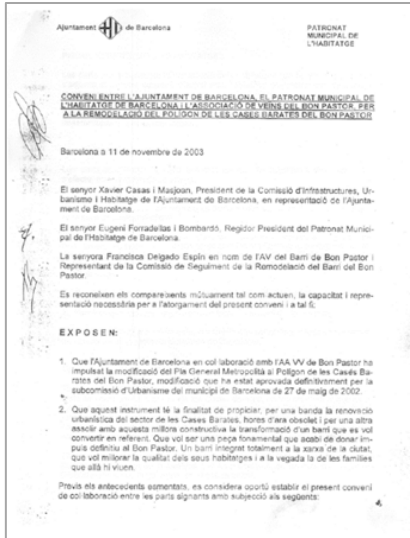 Ajuntament de Barcelona
PATRONAT
MUNICIPAL DE
L'HABITATGE
CONVENI ENTRE L'AJUNTAMENT DE BARCELONA, EL PATRONAT MUNICIPAL DE
L'HABITATGE DE BARCELONA I L'ASSOCIACIÓ DE VEINS DEL BON PASTOR, PER
A LA REMODELACIÓ DEL POLÍGON DE LES CASES BARATES DEL BON PASTOR
Barcelona a 11 de novembre de 2003
El senyor Xavier Casas i Masjoan, President de la Comissió d'Infrastructures, Ur-
banisme i Habitatge de l'Ajuntament de Barcelona, en representació de l'Ajunta-
ment de Barcelona.
El senyor Eugeni Forradellas i Bombardó, Regidor President del Patronat Munici-
pal de l'Habitatge de Barcelona.
La senyora Francisca Delgado Espin en nom de l'AV del Barri de Bon Pastor i
Representant de la Comissió de Seguiment de la Remodelació del Barri del Bon
Pastor.
Es reconeixen els compareixents mútuament tal com actuen, la capacitat i repre-
sentació necessària per a l'atorgament del present conveni i a tal fi:
EXPOSEN:
1. Que l'Ajuntament de Barcelona en col·laboració amb l'AA VV de Bon Pastor ha
impulsat la modificació del Pla General Metropolità al Polígon de les Cases Ba-
rates del Bon Pastor, modificació que ha estat aprovada definitivament per la
subcomissió d'Urbanisme del municipi de Barcelona de 27 de maig de 2002.
2. Que aquest instrument té la finalitat de propiciar, per una banda la renovació
urbanística del sector de les Cases Barates, hores d'ara obsolet i per una altra
assolir amb aquesta millora constructiva la transformació d'un barri que es vol
convertir en referent. Que vol ser una peça fonamental que acabi de donar im-
puls definitiu al Bon Pastor. Un barri integrat totalment a la xarxa de la ciutat,
que vol millorar la qualitat dels seus habitatges i a la vegada la de les famílies
que allà hi viuen.
Previs els antecedents esmentats, es considera oportú establir el present conveni
de col·laboració entre les parts signants amb subjecció als següents: